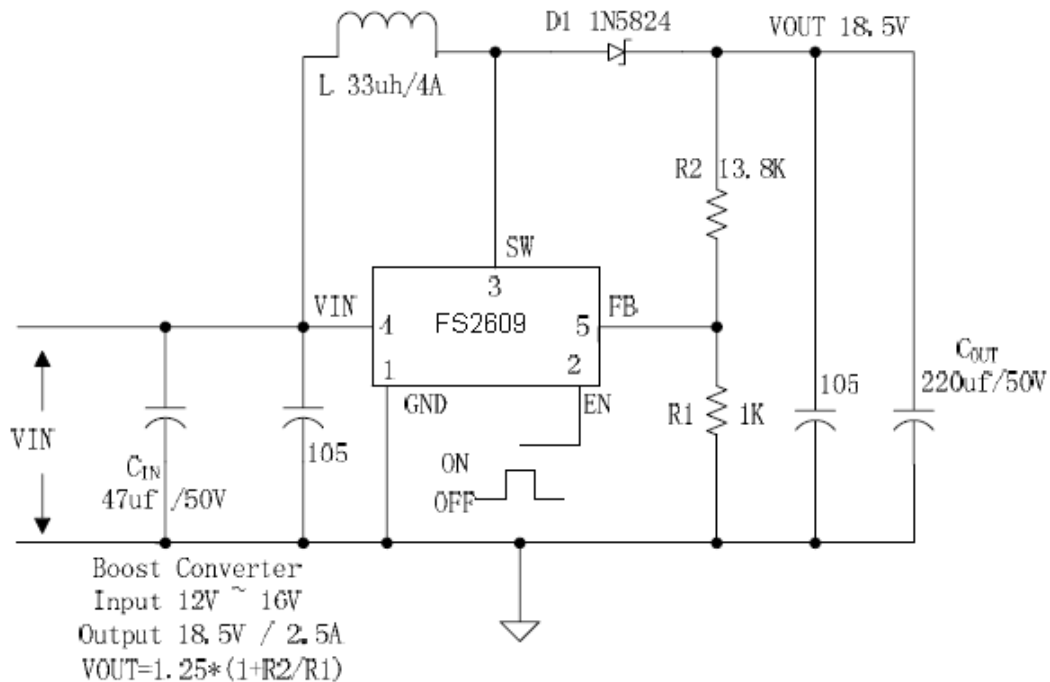 D1 1N5824
VOUT 18.5V
L 33uh/4A
R2 13.8K
SW
3
VIN
4
FS2609
5
FB
1
2
GND
EN
R1
1K
105
COUT
220uf/50V
VIN
CIN
47uf /50V
105
ON
OFF
Boost Converter
Input 12V ~ 16V
Output 18.5V / 2.5A
VOUT=1.25*(1+R2/R1)